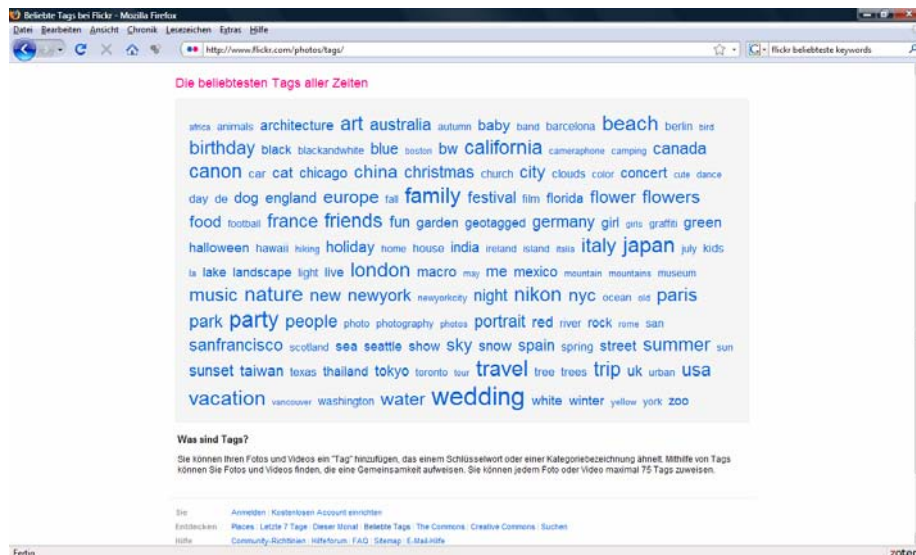 Beliebte Tags bei Flickr - Mozilla Firefox
Datei Bearbeiten Ansicht Chronik Lesezeichen Extras Hilfe
http://www.flickr.com/photos/tags/ flickr beliebteste keywords
Die beliebtesten Tags aller Zeiten
africa animals architecture art australia autumn baby band barcelona beach berlin bird
birthday black blackandwhite blue boston bw california cameraphone camping canada
canon car cat chicago china christmas church city clouds color concert cute dance
day de dog england europe fall family festival film florida flower flowers
food football france friends fun garden geotagged germany girl girls graffiti green
halloween hawaii hiking holiday home house india ireland island italia italy japan july kids
la lake landscape light live london macro may me mexico mountain mountains museum
music nature new newyork newyorkcity night nikon nyc ocean old paris
park party people photo photography photos portrait red river rock rome san
sanfrancisco scotland sea seattle show sky snow spain spring street summer sun
sunset taiwan texas thailand tokyo toronto tour travel tree trees trip uk urban usa
vacation vancouver washington water wedding white winter yellow york zoo
Was sind Tags?
Sie können Ihren Fotos und Videos ein "Tag" hinzufügen, das einem Schlüsselwort oder einer Kategoriebezeichnung ähnelt. Mithilfe von Tags
können Sie Fotos und Videos finden, die eine Gemeinsamkeit aufweisen. Sie können jedem Foto oder Video maximal 75 Tags zuweisen.
Sie Anmelden | Kostenlosen Account einrichten
Entdecken Places | Letzte 7 Tage | Dieser Monat | Beliebte Tags | The Commons | Creative Commons | Suchen
Hilfe Community-Richtlinien | Hilfeforum | FAQ | Sitemap | E-Mail-Hilfe
Fertig zoter